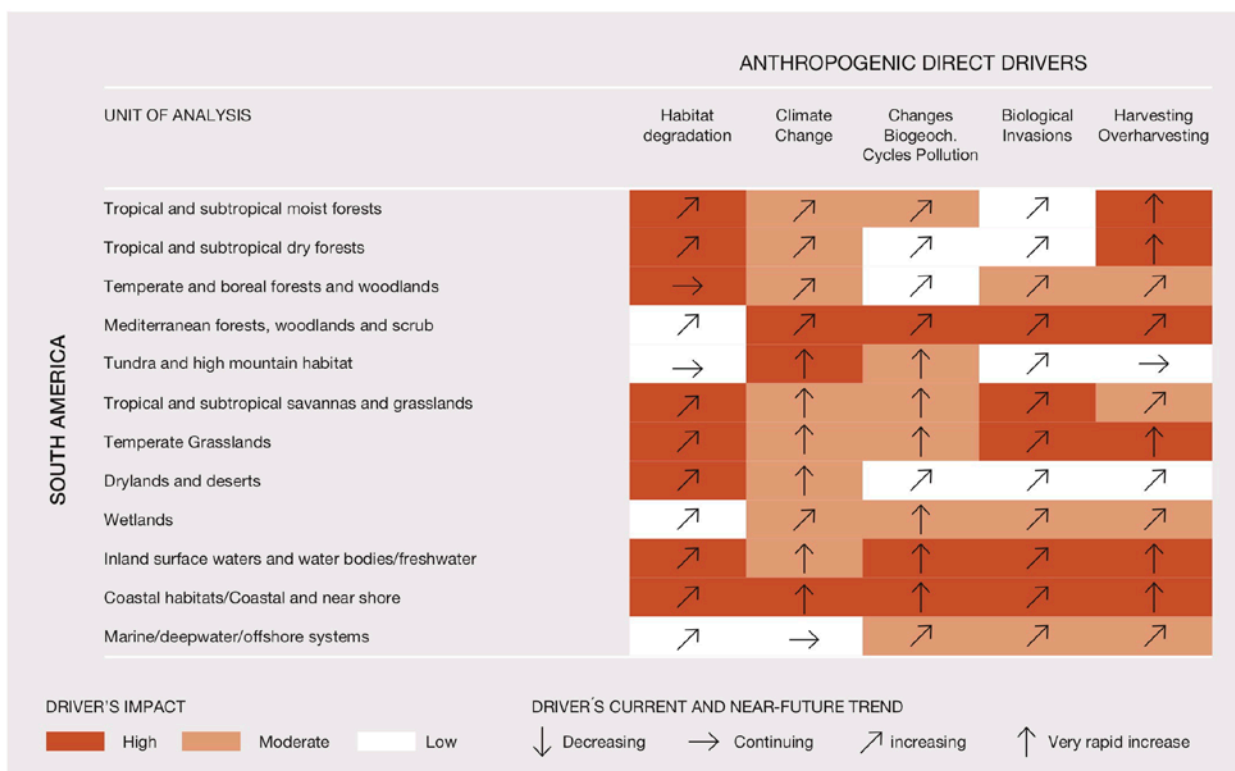 ANTHROPOGENIC DIRECT DRIVERS
UNIT OF ANALYSIS
Habitat
degradation
Climate
Change
Changes
Biogeoch.
Cycles Pollution
Biological
Invasions
Harvesting
Overharvesting
SOUTH AMERICA
Tropical and subtropical moist forests
Tropical and subtropical dry forests
Temperate and boreal forests and woodlands
Mediterranean forests, woodlands and scrub
Tundra and high mountain habitat
Tropical and subtropical savannas and grasslands
Temperate Grasslands
Drylands and deserts
Wetlands
Inland surface waters and water bodies/freshwater
Coastal habitats/Coastal and near shore
Marine/deepwater/offshore systems
DRIVER'S IMPACT
High
Moderate
Low
DRIVER´S CURRENT AND NEAR-FUTURE TREND
Decreasing
Continuing
increasing
Very rapid increase